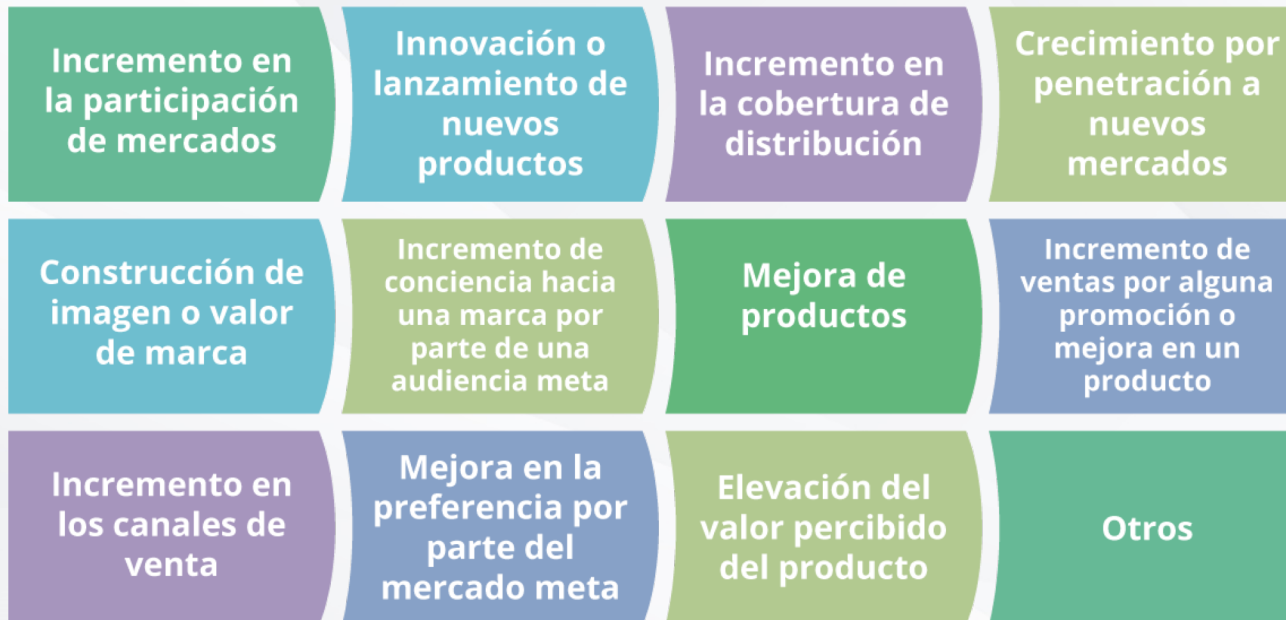 Incremento en
la participación
de mercados
Innovación o
lanzamiento de
nuevos
productos
Incremento en
la cobertura de
distribución
Crecimiento por
penetración a
nuevos
mercados
Construcción de
imagen o valor
de marca
Incremento de
conciencia hacia
una marca por
parte de una
audiencia meta
Mejora de
productos
Incremento de
ventas por alguna
promoción o
mejora en un
producto
Incremento en
los canales de
venta
Mejora en la
preferencia por
parte del
mercado meta
Elevación del
valor percibido
del producto
Otros